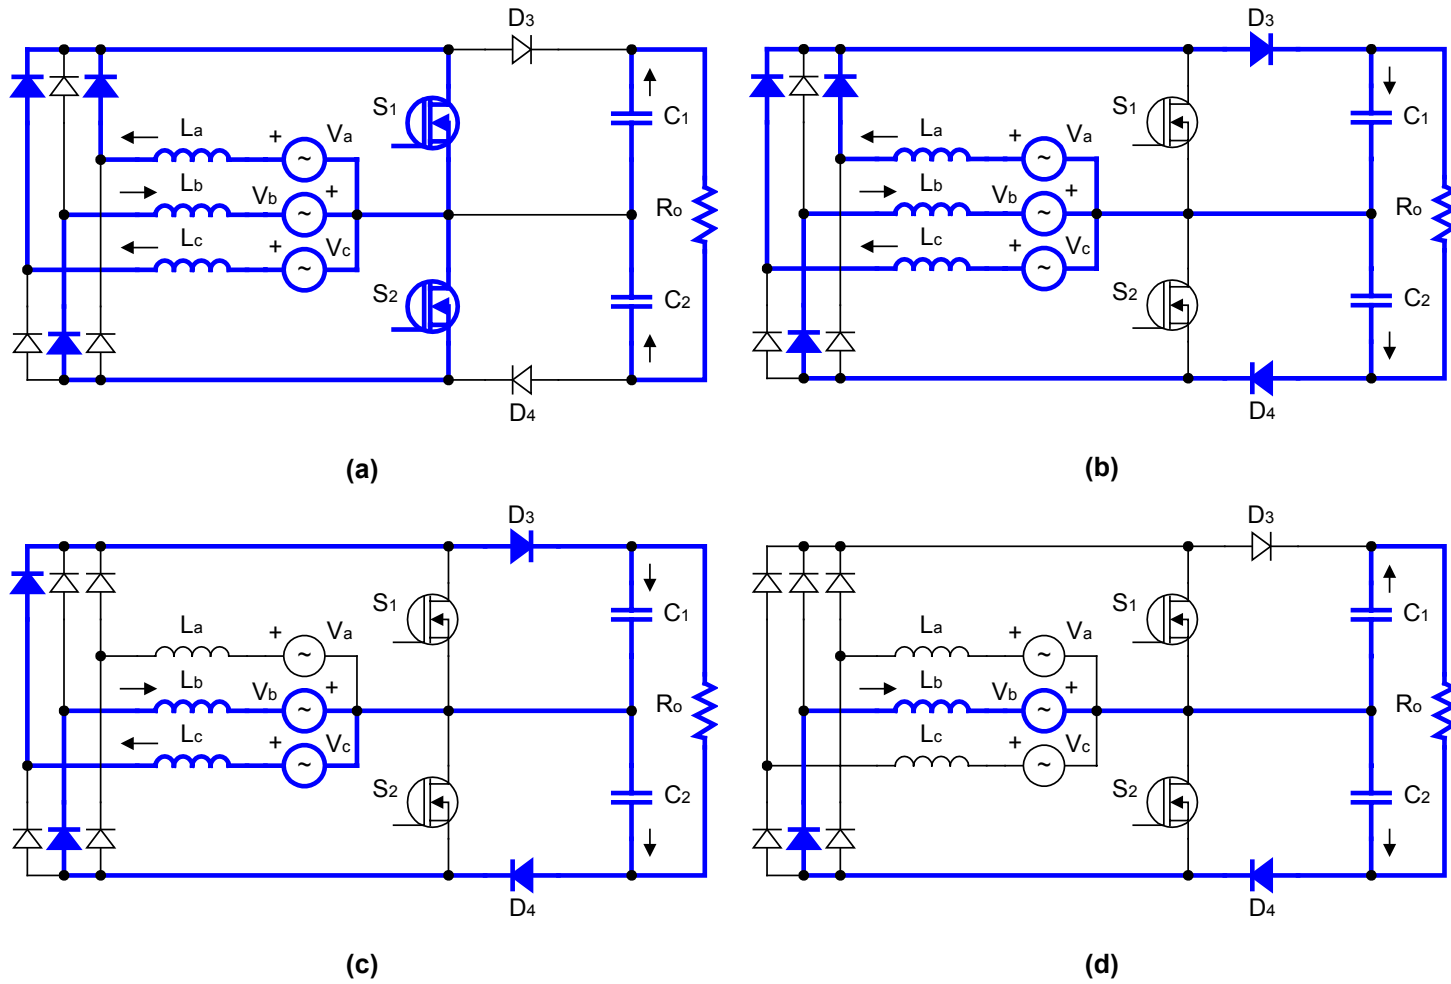 D3
S1
La
+
Va
C1
Lb
Vb
+
Ro
Lc
+
Vc
S2
C2
D4
(a)
D3
S1
La
+
Va
C1
Lb
Vb
+
Ro
Lc
+
Vc
S2
C2
D4
(b)
D3
S1
La
+
Va
C1
Lb
Vb
+
Ro
Lc
+
Vc
S2
C2
D4
(c)
D3
S1
La
+
Va
C1
Lb
Vb
+
Ro
Lc
+
Vc
S2
C2
D4
(d)